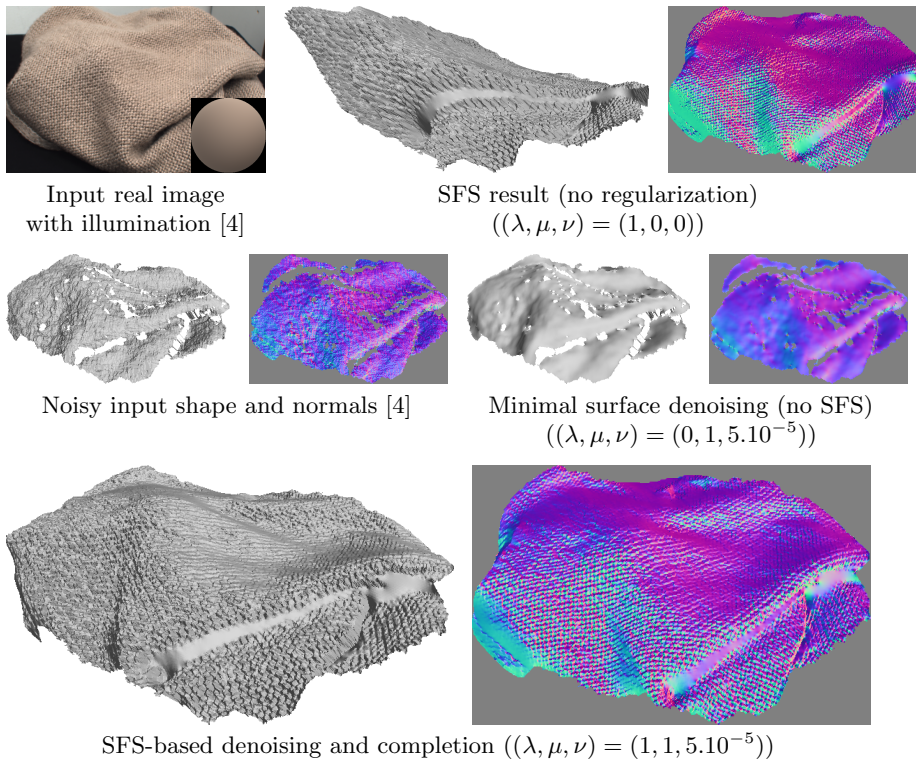 Input real image
with illumination [4]
SFS result (no regularization)
((λ, μ, ν) = (1, 0, 0))
Noisy input shape and normals [4]
Minimal surface denoising (no SFS)
((λ, μ, ν) = (0, 1, 5.10⁻⁵))
SFS-based denoising and completion ((λ, μ, ν) = (1, 1, 5.10⁻⁵))